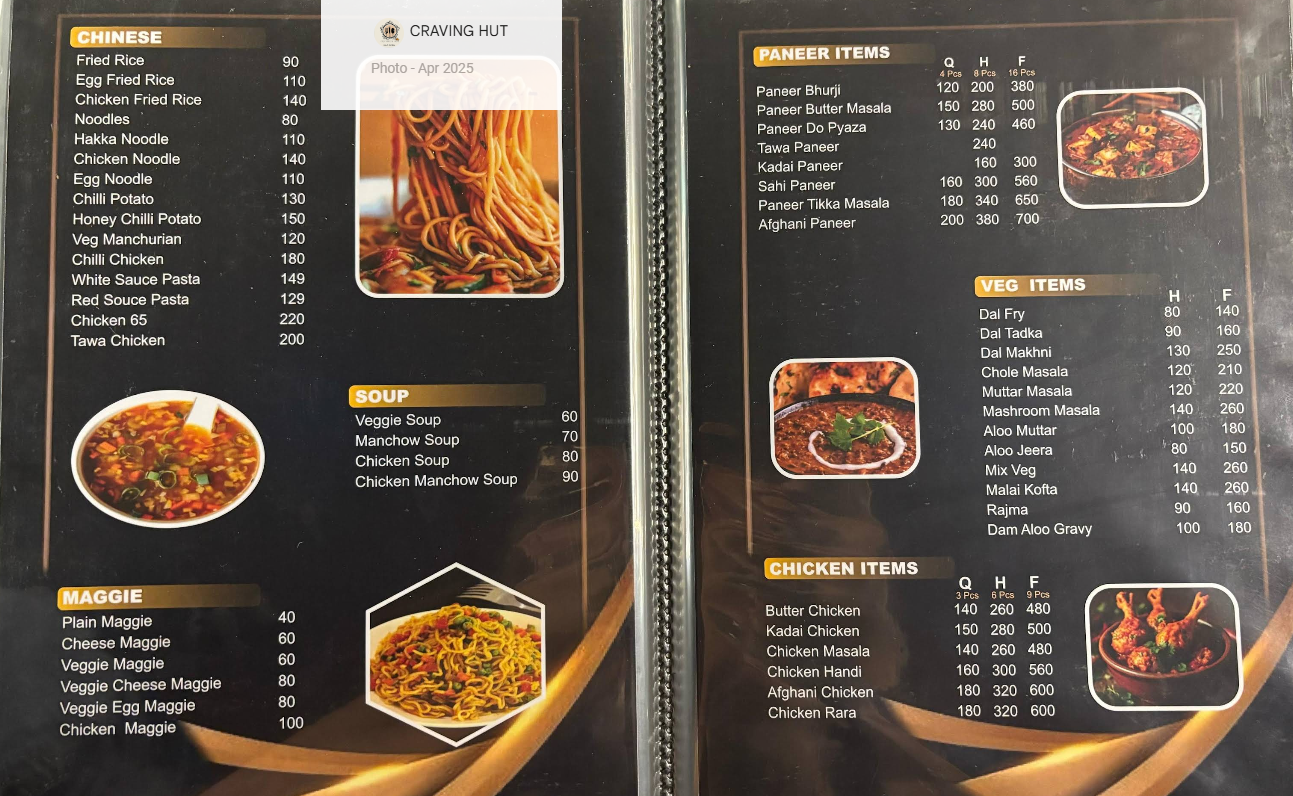 CRAVING HUT
Photo - Apr 2025
CHINESE
Fried Rice 90
Egg Fried Rice 110
Chicken Fried Rice 140
Noodles 80
Hakka Noodle 110
Chicken Noodle 140
Egg Noodle 110
Chilli Potato 130
Honey Chilli Potato 150
Veg Manchurian 120
Chilli Chicken 180
White Sauce Pasta 149
Red Souce Pasta 129
Chicken 65 220
Tawa Chicken 200
SOUP
Veggie Soup 60
Manchow Soup 70
Chicken Soup 80
Chicken Manchow Soup 90
MAGGIE
Plain Maggie 40
Cheese Maggie 60
Veggie Maggie 60
Veggie Cheese Maggie 80
Veggie Egg Maggie 80
Chicken Maggie 100
PANEER ITEMS
Q H F
4 Pcs 8 Pcs 16 Pcs
Paneer Bhurji 120 200 380
Paneer Butter Masala 150 280 500
Paneer Do Pyaza 130 240 460
Tawa Paneer 240
Kadai Paneer 160 300
Sahi Paneer 160 300 560
Paneer Tikka Masala 180 340 650
Afghani Paneer 200 380 700
VEG ITEMS
H F
Dal Fry 80 140
Dal Tadka 90 160
Dal Makhni 130 250
Chole Masala 120 210
Muttar Masala 120 220
Mashroom Masala 140 260
Aloo Muttar 100 180
Aloo Jeera 80 150
Mix Veg 140 260
Malai Kofta 140 260
Rajma 90 160
Dam Aloo Gravy 100 180
CHICKEN ITEMS
Q H F
3 Pcs 6 Pcs 9 Pcs
Butter Chicken 140 260 480
Kadai Chicken 150 280 500
Chicken Masala 140 260 480
Chicken Handi 160 300 560
Afghani Chicken 180 320 600
Chicken Rara 180 320 600